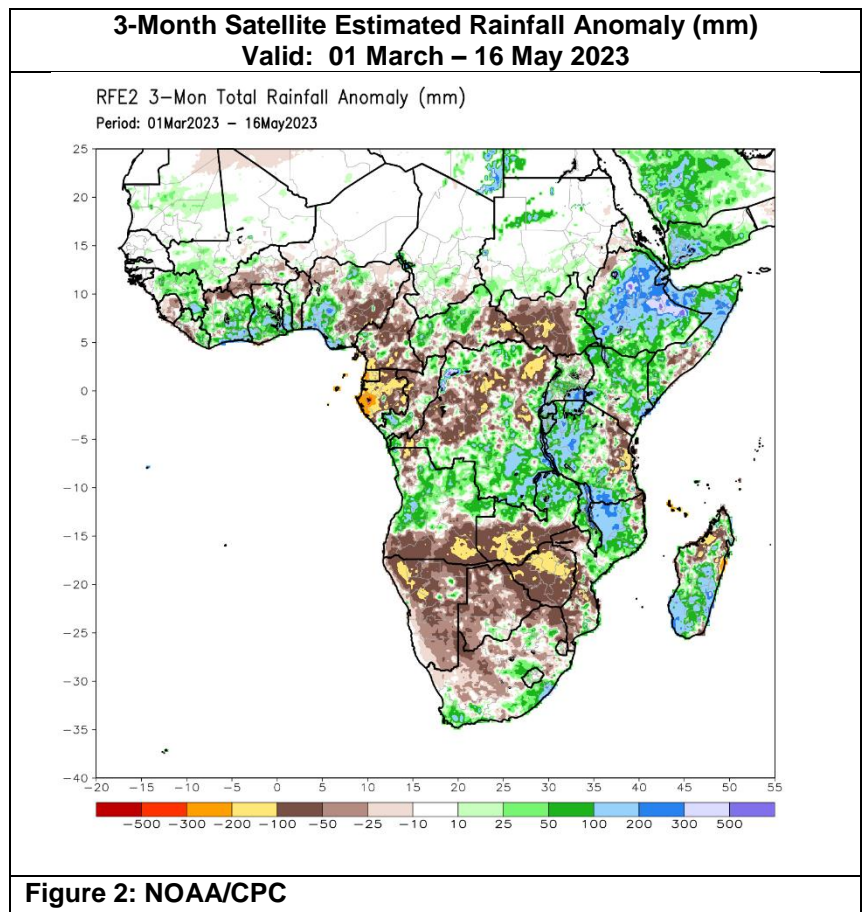 3-Month Satellite Estimated Rainfall Anomaly (mm)
Valid: 01 March – 16 May 2023
RFE2 3-Mon Total Rainfall Anomaly (mm)
Period: 01Mar2023 – 16May2023
25
20
15
10
5
0
-5
-10
-15
-20
-25
-30
-35
-40
-20 -15 -10 -5 0 5 10 15 20 25 30 35 40 45 50 55
-500 -300 -200 -100 -50 -25 -10 10 25 50 100 200 300 500
Figure 2: NOAA/CPC